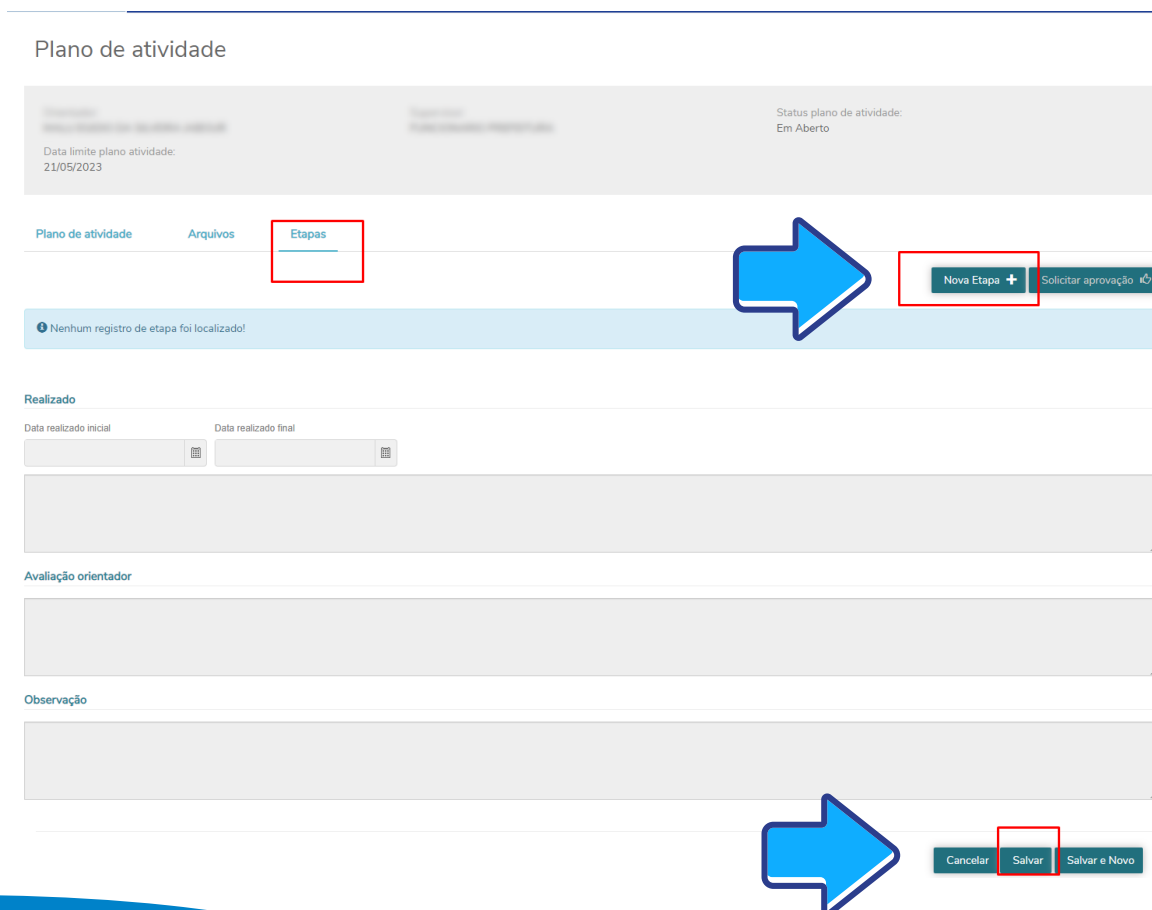 Plano de atividade
Status plano de atividade:
Em Aberto
Data limite plano atividade:
21/05/2023
Plano de atividade Arquivos Etapas
Nova Etapa Solicitar aprovação
Nenhum registro de etapa foi localizado!
Realizado
Data realizado inicial Data realizado final
Avaliação orientador
Observação
Cancelar Salvar Salvar e Novo